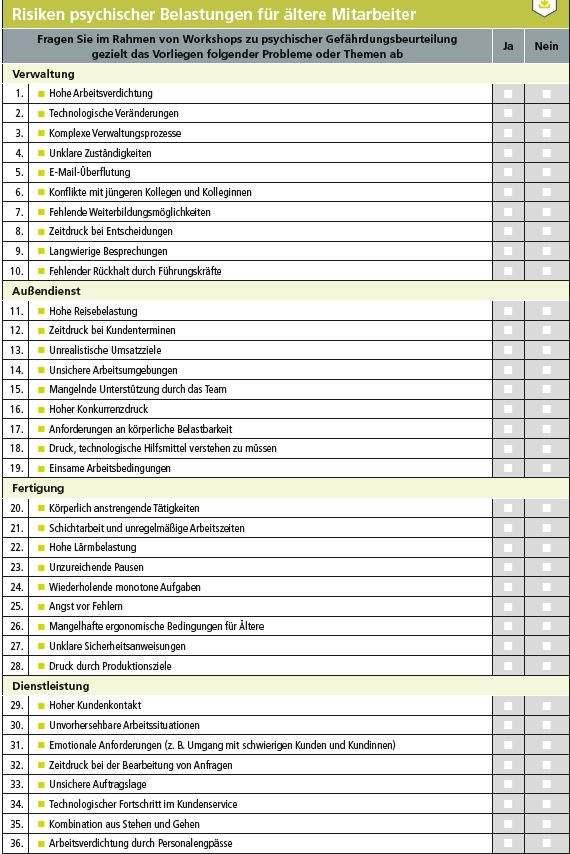 Risiken psychischer Belastungen für ältere Mitarbeiter
Fragen Sie im Rahmen von Workshops zu psychischer Gefährdungsbeurteilung
gezielt das Vorliegen folgender Probleme oder Themen ab
Ja
Nein
Verwaltung
1. Hohe Arbeitsverdichtung
2. Technologische Veränderungen
3. Komplexe Verwaltungsprozesse
4. Unklare Zuständigkeiten
5. E-Mail-Überflutung
6. Konflikte mit jüngeren Kollegen und Kolleginnen
7. Fehlende Weiterbildungsmöglichkeiten
8. Zeitdruck bei Entscheidungen
9. Langwierige Besprechungen
10. Fehlender Rückhalt durch Führungskräfte
Außendienst
11. Hohe Reisebelastung
12. Zeitdruck bei Kundenterminen
13. Unrealistische Umsatzziele
14. Unsichere Arbeitsumgebungen
15. Mangelnde Unterstützung durch das Team
16. Hoher Konkurrenzdruck
17. Anforderungen an körperliche Belastbarkeit
18. Druck, technologische Hilfsmittel verstehen zu müssen
19. Einsame Arbeitsbedingungen
Fertigung
20. Körperlich anstrengende Tätigkeiten
21. Schichtarbeit und unregelmäßige Arbeitszeiten
22. Hohe Lärmbelastung
23. Unzureichende Pausen
24. Wiederholende monotone Aufgaben
25. Angst vor Fehlern
26. Mangelhafte ergonomische Bedingungen für Ältere
27. Unklare Sicherheitsanweisungen
28. Druck durch Produktionsziele
Dienstleistung
29. Hoher Kundenkontakt
30. Unvorhersehbare Arbeitssituationen
31. Emotionale Anforderungen (z. B. Umgang mit schwierigen Kunden und Kundinnen)
32. Zeitdruck bei der Bearbeitung von Anfragen
33. Unsichere Auftragslage
34. Technologischer Fortschritt im Kundenservice
35. Kombination aus Stehen und Gehen
36. Arbeitsverdichtung durch Personalengpässe